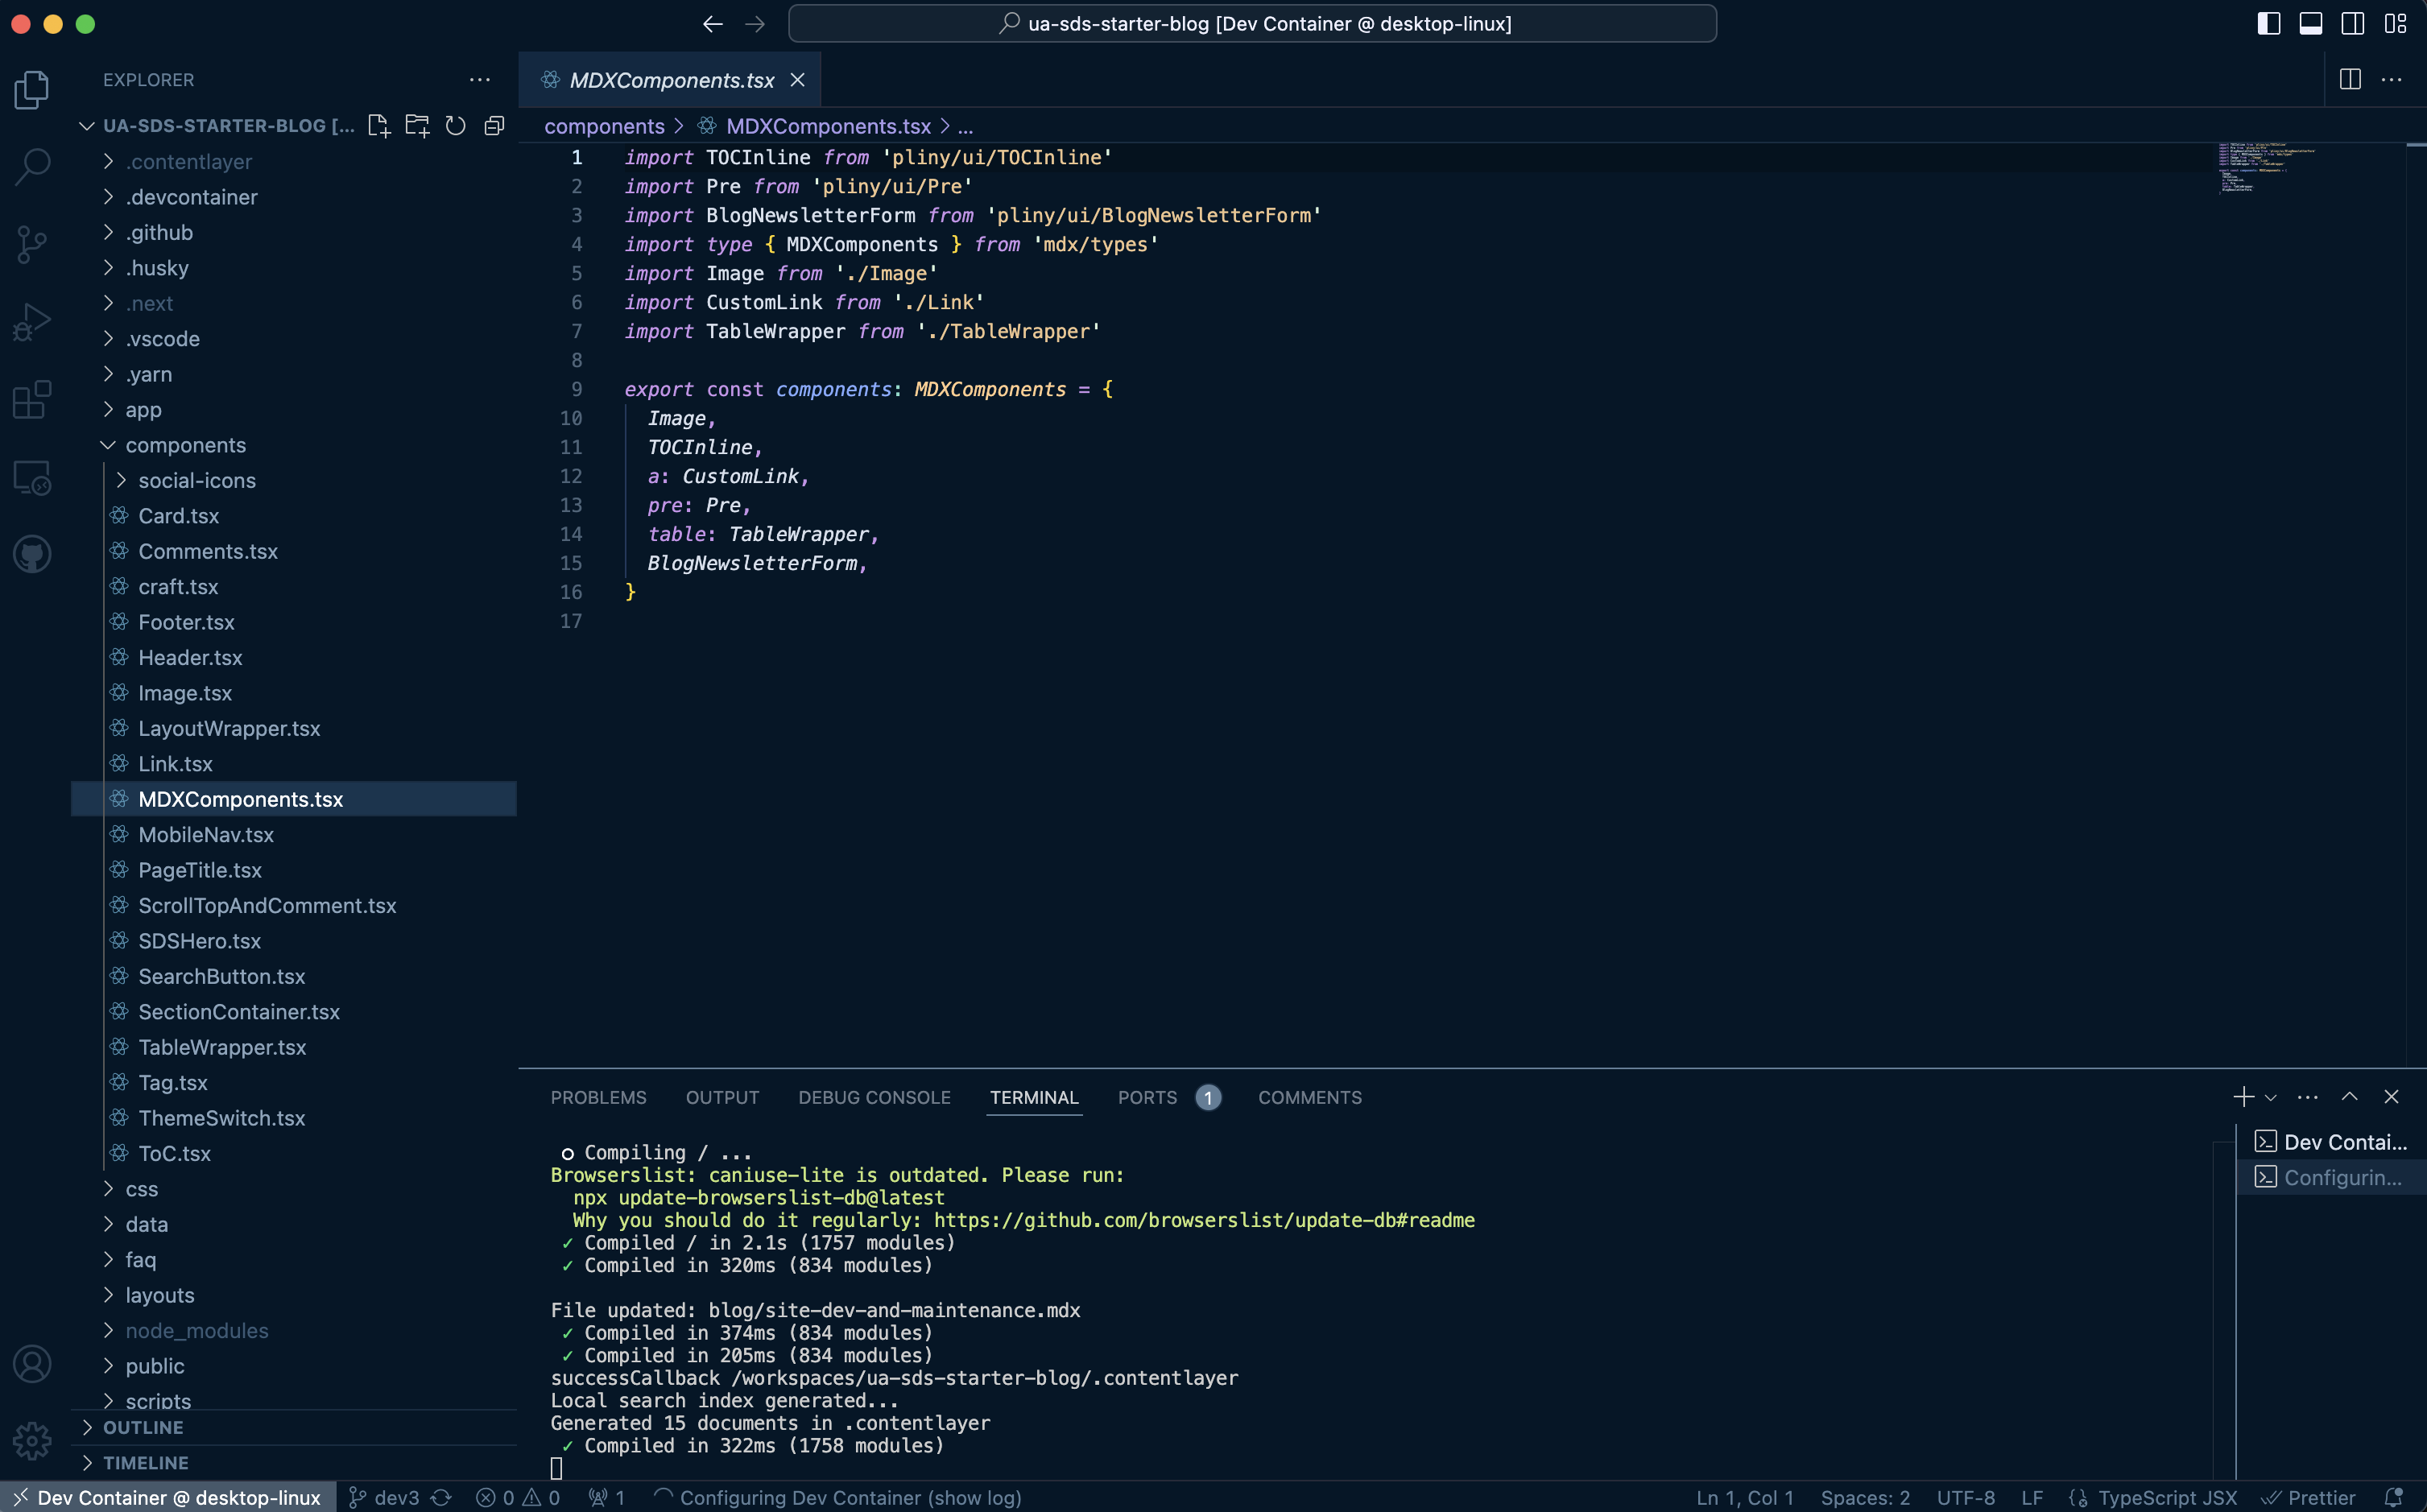 ua-sds-starter-blog [Dev Container @ desktop-linux]
EXPLORER
UA-SDS-STARTER-BLOG [...
.contentlayer
.devcontainer
.github
.husky
.next
.vscode
.yarn
app
components
social-icons
Card.tsx
Comments.tsx
craft.tsx
Footer.tsx
Header.tsx
Image.tsx
LayoutWrapper.tsx
Link.tsx
MDXComponents.tsx
MobileNav.tsx
PageTitle.tsx
ScrollTopAndComment.tsx
SDSHero.tsx
SearchButton.tsx
SectionContainer.tsx
TableWrapper.tsx
Tag.tsx
ThemeSwitch.tsx
ToC.tsx
css
data
faq
layouts
node_modules
public
scripts
OUTLINE
TIMELINE
MDXComponents.tsx
components > MDXComponents.tsx > ...
1 import TOCInline from 'pliny/ui/TOCInline'
2 import Pre from 'pliny/ui/Pre'
3 import BlogNewsletterForm from 'pliny/ui/BlogNewsletterForm'
4 import type { MDXComponents } from 'mdx/types'
5 import Image from './Image'
6 import CustomLink from './Link'
7 import TableWrapper from './TableWrapper'
8
9 export const components: MDXComponents = {
10 Image,
11 TOCInline,
12 a: CustomLink,
13 pre: Pre,
14 table: TableWrapper,
15 BlogNewsletterForm,
16 }
17
PROBLEMS OUTPUT DEBUG CONSOLE TERMINAL PORTS 1 COMMENTS
○ Compiling / ...
Browserslist: caniuse-lite is outdated. Please run:
npx update-browserslist-db@latest
Why you should do it regularly: https://github.com/browserslist/update-db#readme
✓ Compiled / in 2.1s (1757 modules)
✓ Compiled in 320ms (834 modules)
File updated: blog/site-dev-and-maintenance.mdx
✓ Compiled in 374ms (834 modules)
✓ Compiled in 205ms (834 modules)
successCallback /workspaces/ua-sds-starter-blog/.contentlayer
Local search index generated...
Generated 15 documents in .contentlayer
✓ Compiled in 322ms (1758 modules)
Dev Contai...
Configurin...
Dev Container @ desktop-linux dev3 0 0 1 Configuring Dev Container (show log) Ln 1, Col 1 Spaces: 2 UTF-8 LF TypeScript JSX Prettier